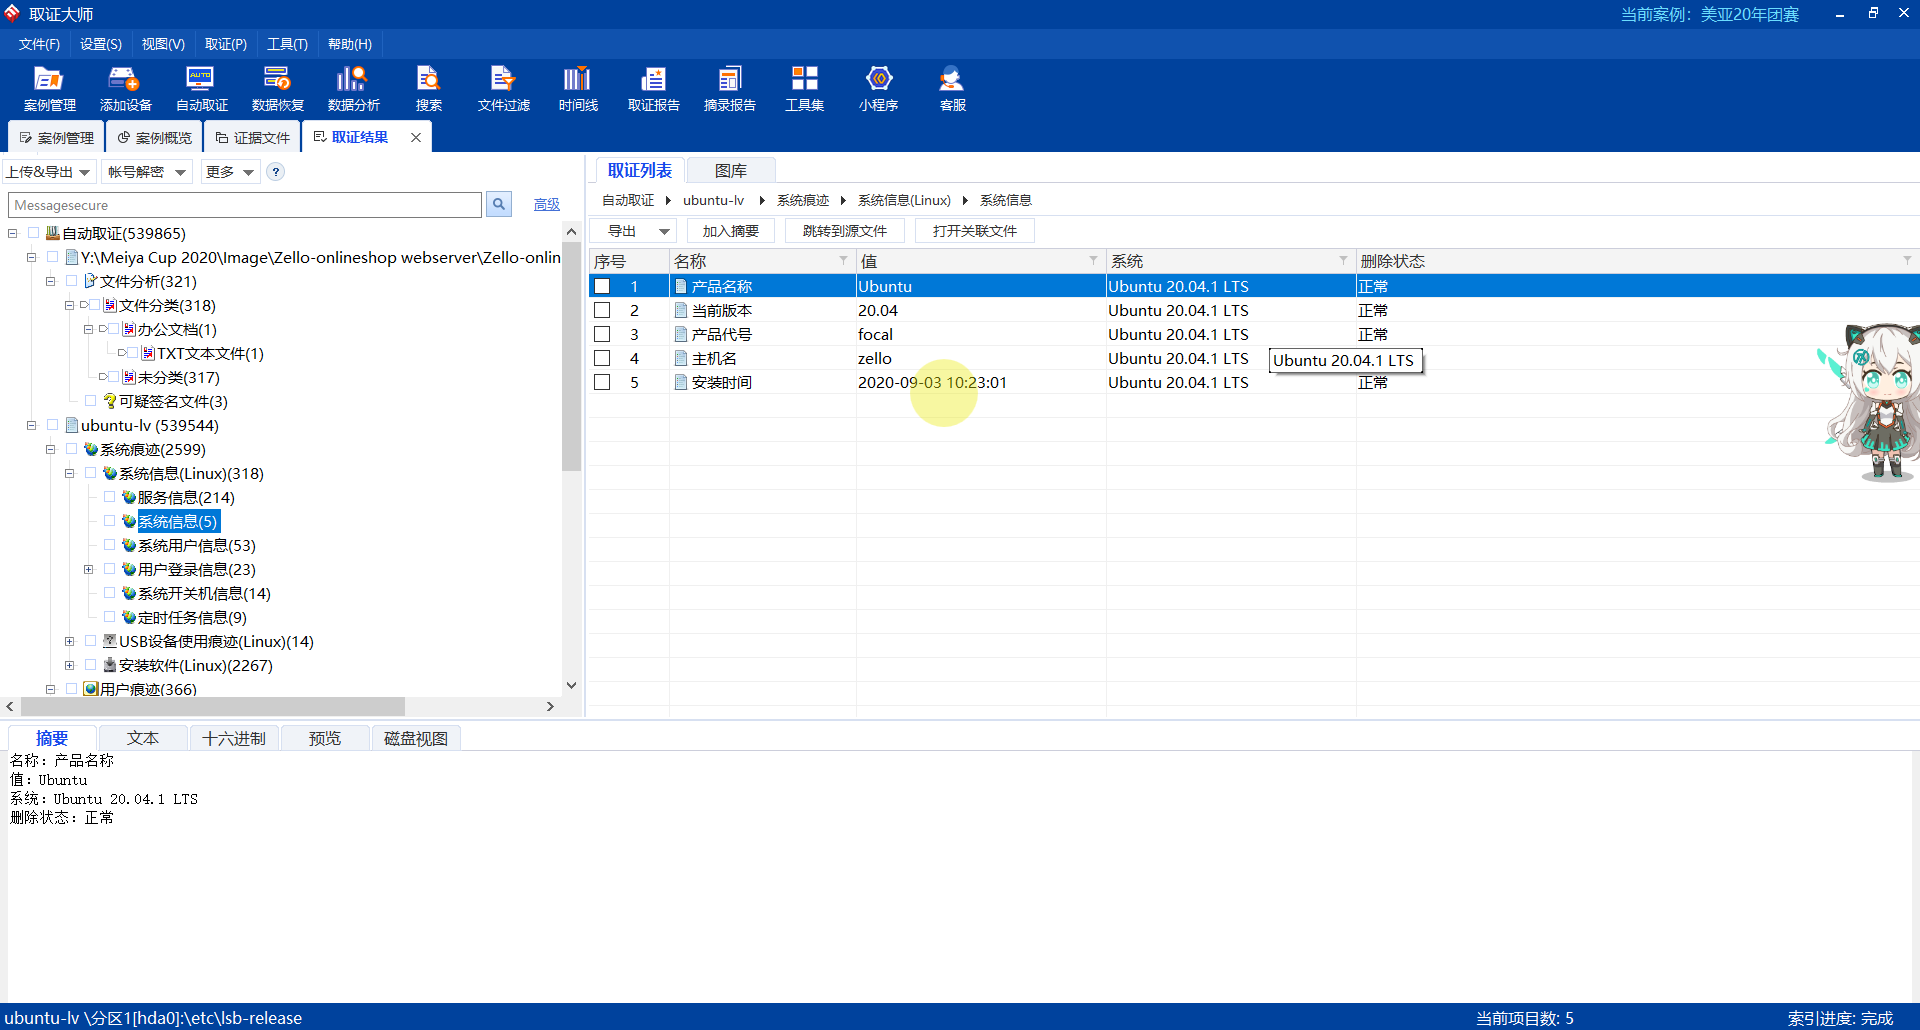 取证大师
当前案例：美亚20年团赛
文件(F) 设置(S) 视图(V) 取证(P) 工具(T) 帮助(H)
案例管理 添加设备 自动取证 数据恢复 数据分析 搜索 文件过滤 时间线 取证报告 摘录报告 工具集 小程序 客服
案例管理 案例概览 证据文件 取证结果
上传&导出 帐号解密 更多 ?
Messagesecure 高级
自动取证(539865)
Y:\Meiya Cup 2020\Image\Zello-onlineshop webserver\Zello-onlin
文件分析(321)
文件分类(318)
办公文档(1)
TXT文本文件(1)
未分类(317)
可疑签名文件(3)
ubuntu-lv (539544)
系统痕迹(2599)
系统信息(Linux)(318)
服务信息(214)
系统信息(5)
系统用户信息(53)
用户登录信息(23)
系统开关机信息(14)
定时任务信息(9)
USB设备使用痕迹(Linux)(14)
安装软件(Linux)(2267)
用户痕迹(366)
取证列表 图库
自动取证 ubuntu-lv 系统痕迹 系统信息(Linux) 系统信息
导出 加入摘要 跳转到源文件 打开关联文件
序号 名称 值 系统 删除状态
1 产品名称 Ubuntu Ubuntu 20.04.1 LTS 正常
2 当前版本 20.04 Ubuntu 20.04.1 LTS 正常
3 产品代号 focal Ubuntu 20.04.1 LTS 正常
4 主机名 zello Ubuntu 20.04.1 LTS
Ubuntu 20.04.1 LTS
5 安装时间 2020-09-03 10:23:01 Ubuntu 20.04.1 LTS 正常
摘要 文本 十六进制 预览 磁盘视图
名称：产品名称
值：Ubuntu
系统：Ubuntu 20.04.1 LTS
删除状态：正常
ubuntu-lv \分区1[hda0]:\etc\lsb-release
当前项目数: 5
索引进度: 完成